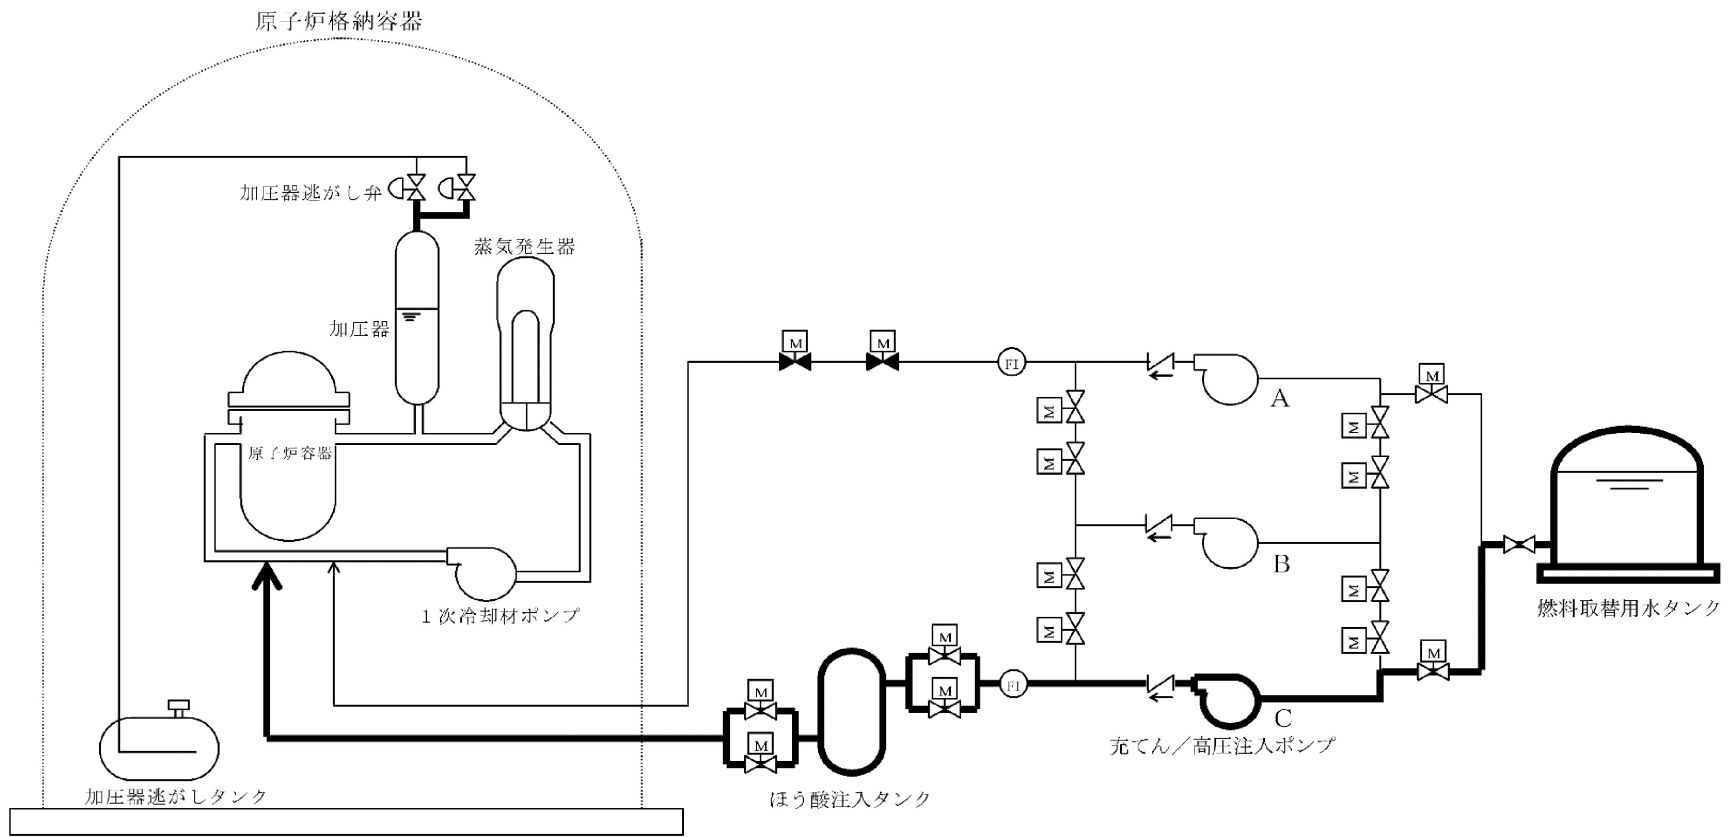 原子炉格納容器
加圧器逃がし弁
蒸気発生器
加圧器
M
M
FI
A
M
M
M
M
M
原子炉容器
B
M
M
M
M
燃料取替用水タンク
1次冷却材ポンプ
M
M
M
FI
M
M
C
充てん／高圧注入ポンプ
加圧器逃がしタンク
ほう酸注入タンク